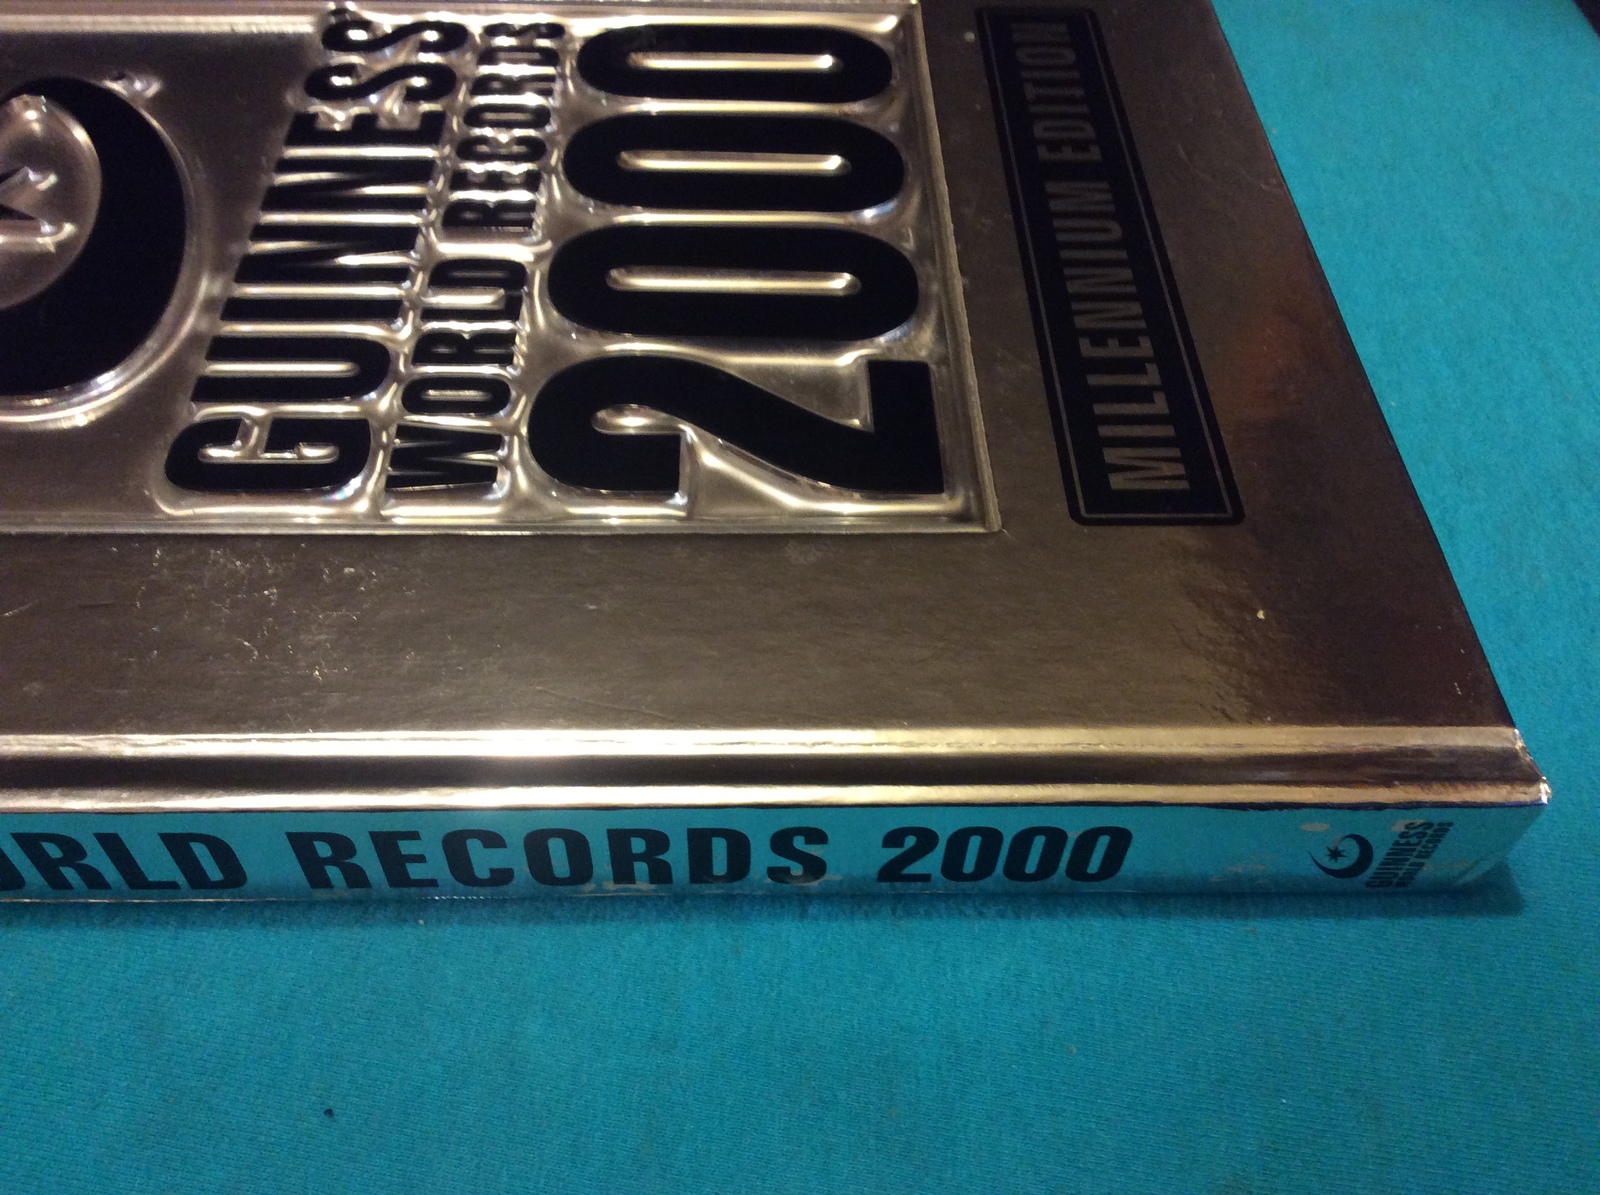 GUINNESS
WORLD RECORDS
2000
MILLENNIUM EDITION
ORLD RECORDS 2000
GUINNESS
WORLD RECORDS